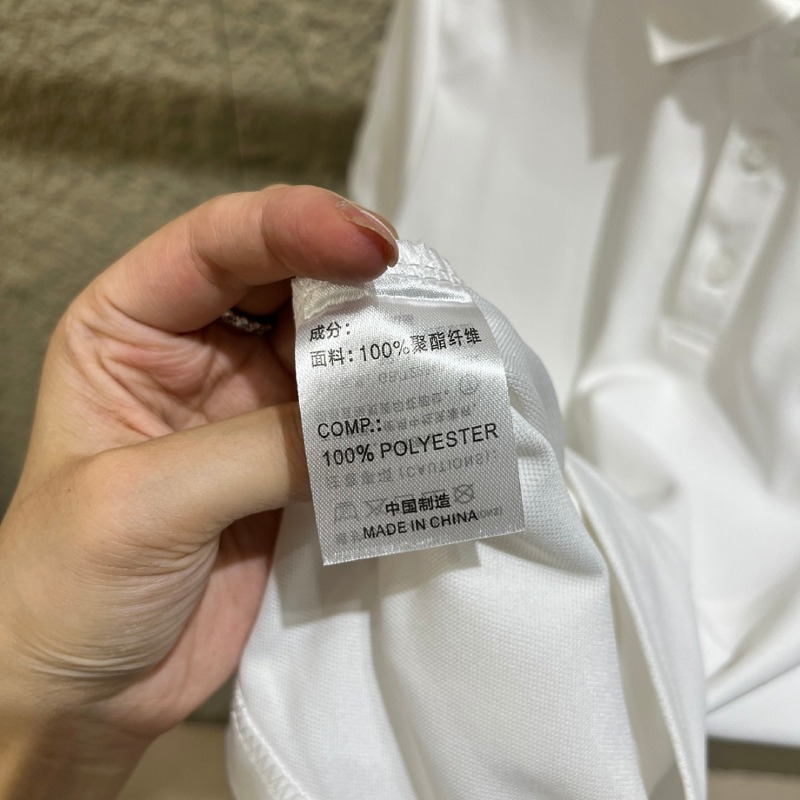 成分：
面料：100%聚酯纤维
COMP.:
100% POLYESTER
(CAUTIONS):
中国制造
MADE IN CHINA